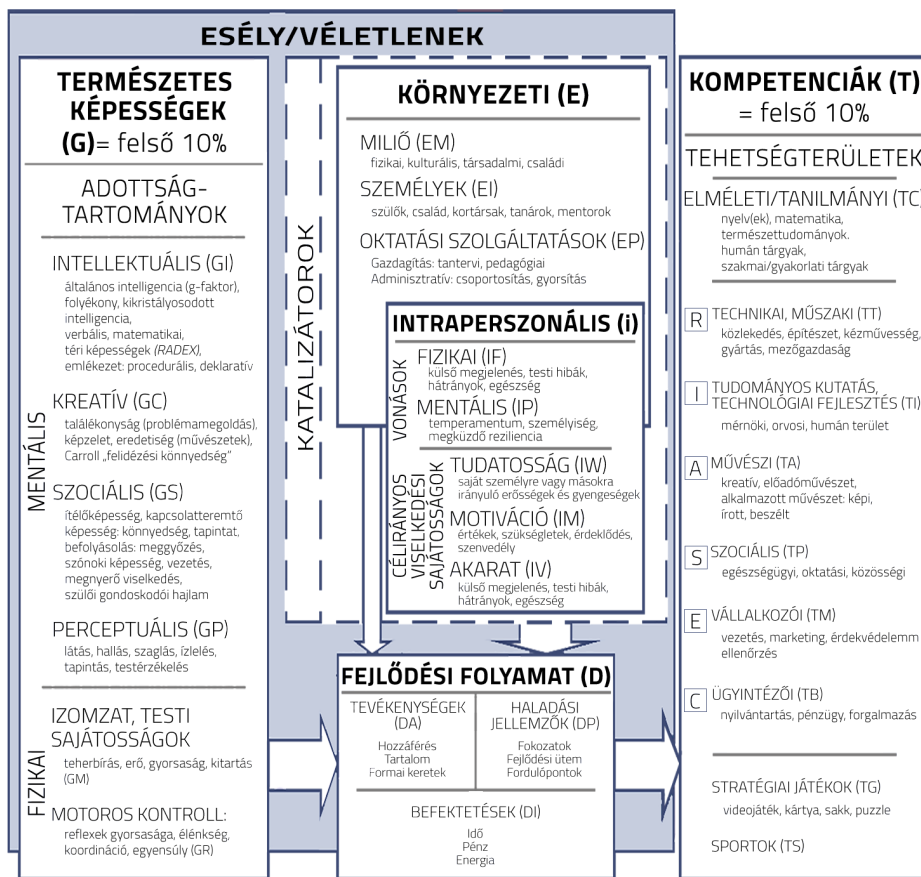 ESÉLY/VÉLETLENEK
TERMÉSZETES
KÉPESSÉGEK
(G)= felső 10%
ADOTTSÁG-
TARTOMÁNYOK
MENTÁLIS
INTELLEKTUÁLIS (GI)
általános intelligencia (g-faktor),
folyékony, kikristályosodott
intelligencia,
verbális, matematikai,
téri képességek (RADEX),
emlékezet: procedurális, deklaratív
KREATÍV (GC)
találékonyság (problémamegoldás),
képzelet, eredetiség (művészetek),
Carroll „felidézési könnyedség"
SZOCIÁLIS (GS)
ítélőképesség, kapcsolatteremtő
képesség: könnyedség, tapintat,
befolyásolás: meggyőzés,
szónoki képesség, vezetés,
megnyerő viselkedés,
szülői gondoskodói hajlam
PERCEPTUÁLIS (GP)
látás, hallás, szaglás, ízlelés,
tapintás, testérzékelés
FIZIKAI
IZOMZAT, TESTI
SAJÁTOSSÁGOK
teherbírás, erő, gyorsaság, kitartás
(GM)
MOTOROS KONTROLL:
reflexek gyorsasága, élénkség,
koordináció, egyensúly (GR)
KATALIZÁTOROK
KÖRNYEZETI (E)
MILIŐ (EM)
fizikai, kulturális, társadalmi, családi
SZEMÉLYEK (EI)
szülők, család, kortársak, tanárok, mentorok
OKTATÁSI SZOLGÁLTATÁSOK (EP)
Gazdagítás: tantervi, pedagógiai
Adminisztratív: csoportosítás, gyorsítás
INTRAPERSZONÁLIS (i)
VONÁSOK
FIZIKAI (IF)
külső megjelenés, testi hibák,
hátrányok, egészség
MENTÁLIS (IP)
temperamentum, személyiség,
megküzdő reziliencia
CÉLIRÁNYOS
VISELKEDÉSI
SAJÁTOSSÁGOK
TUDATOSSÁG (IW)
saját személyre vagy másokra
irányuló erősségek és gyengeségek
MOTIVÁCIÓ (IM)
értékek, szükségletek, érdeklődés,
szenvedély
AKARAT (IV)
külső megjelenés, testi hibák,
hátrányok, egészség
FEJLŐDÉSI FOLYAMAT (D)
TEVÉKENYSÉGEK
(DA)
Hozzáférés
Tartalom
Formai keretek
HALADÁSI
JELLEMZŐK (DP)
Fokozatok
Fejlődési ütem
Fordulópontok
BEFEKTETÉSEK (DI)
Idő
Pénz
Energia
KOMPETENCIÁK (T)
= felső 10%
TEHETSÉGTERÜLETEK
ELMÉLETI/TANILMÁNYI (TC)
nyelv(ek), matematika,
természettudományok.
humán tárgyak,
szakmai/gyakorlati tárgyak
R TECHNIKAI, MŰSZAKI (TT)
közlekedés, építészet, kézművesség,
gyártás, mezőgazdaság
I TUDOMÁNYOS KUTATÁS,
TECHNOLÓGIAI FEJLESZTÉS (TI)
mérnöki, orvosi, humán terület
A MŰVÉSZI (TA)
kreatív, előadóművészet,
alkalmazott művészet: képi,
írott, beszélt
S SZOCIÁLIS (TP)
egészségügyi, oktatási, közösségi
E VÁLLALKOZÓI (TM)
vezetés, marketing, érdekvédelemm
ellenőrzés
C ÜGYINTÉZŐI (TB)
nyilvántartás, pénzügy, forgalmazás
STRATÉGIAI JÁTÉKOK (TG)
videojáték, kártya, sakk, puzzle
SPORTOK (TS)